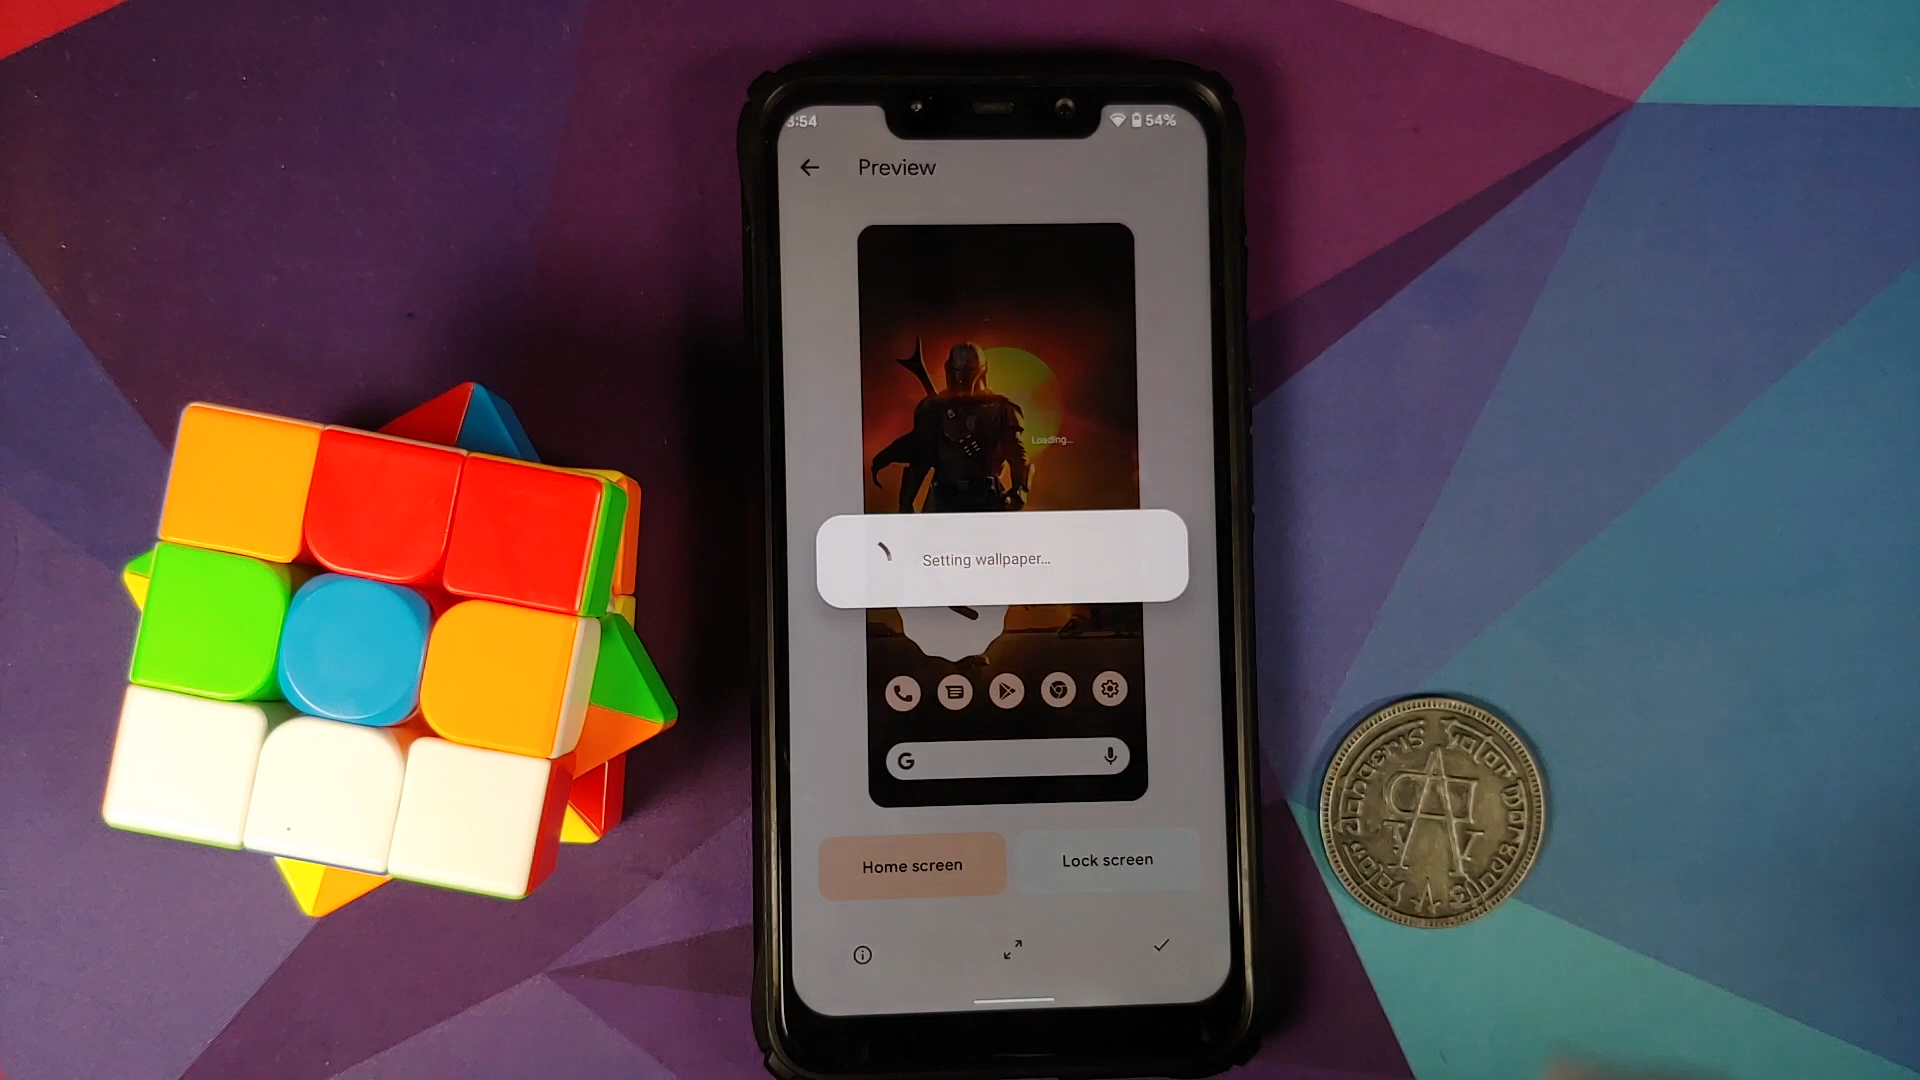 3:54
54%
Preview
Loading...
Setting wallpaper...
G
Home screen
Lock screen